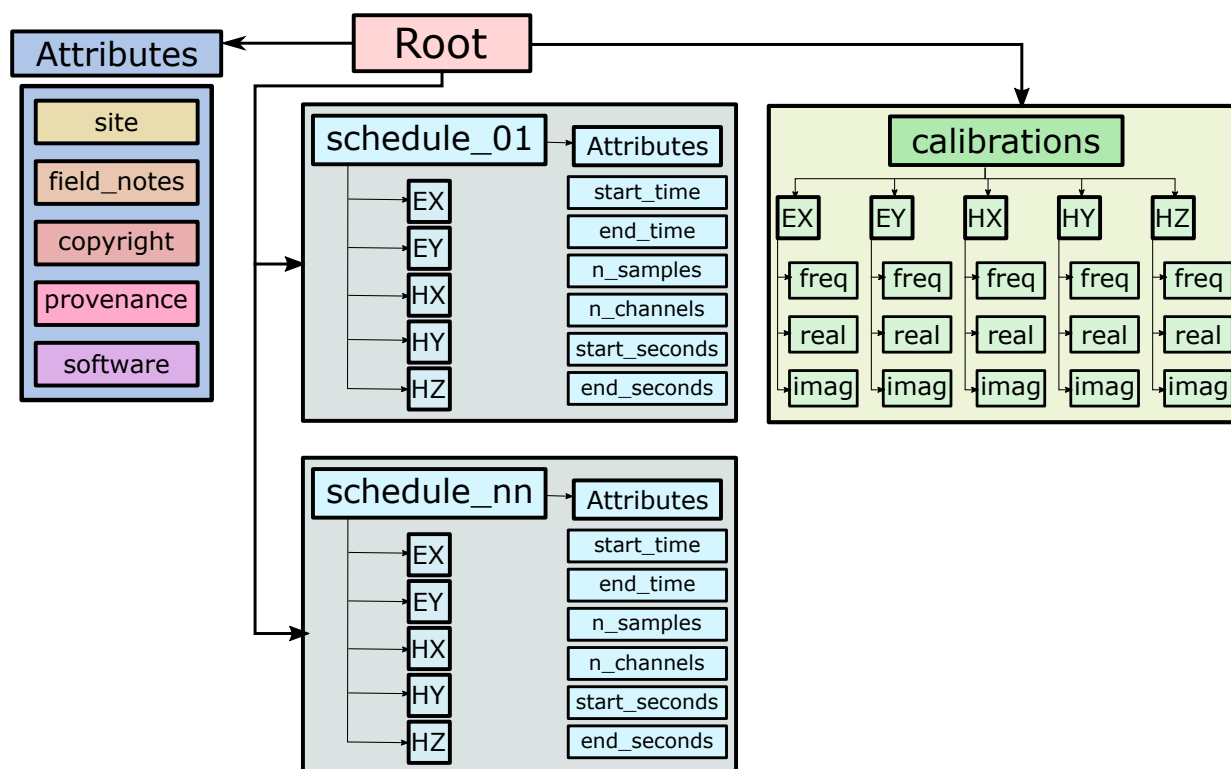 Root
Attributes
site
field_notes
copyright
provenance
software
schedule_01
Attributes
EX
EY
HX
HY
HZ
start_time
end_time
n_samples
n_channels
start_seconds
end_seconds
calibrations
EX EY HX HY HZ
freq freq freq freq freq
real real real real real
imag imag imag imag imag
schedule_nn
Attributes
EX
EY
HX
HY
HZ
start_time
end_time
n_samples
n_channels
start_seconds
end_seconds